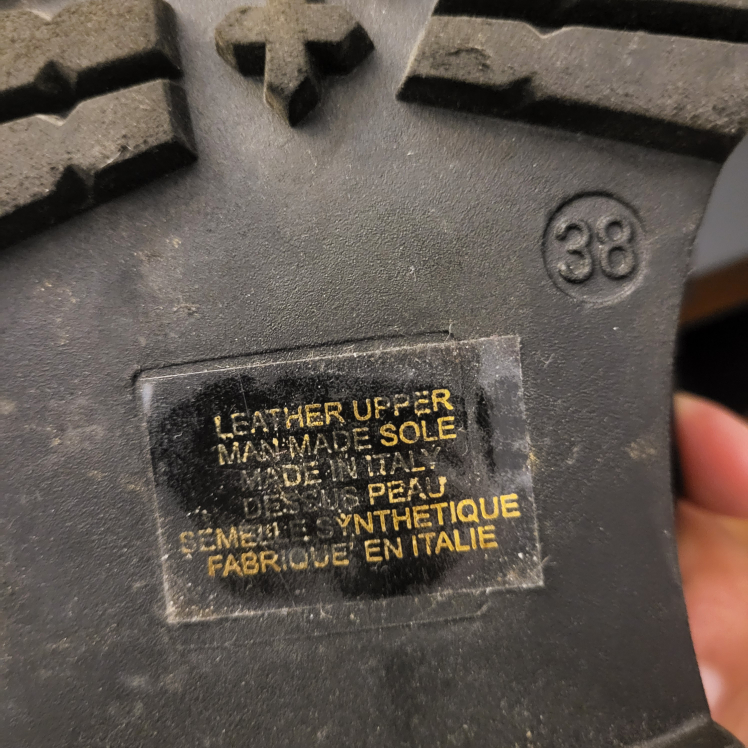 38
LEATHER UPPER
MAN-MADE SOLE
MADE IN ITALY
DESSUS PEAU
SEMELLE SYNTHETIQUE
FABRIQUE' EN ITALIE